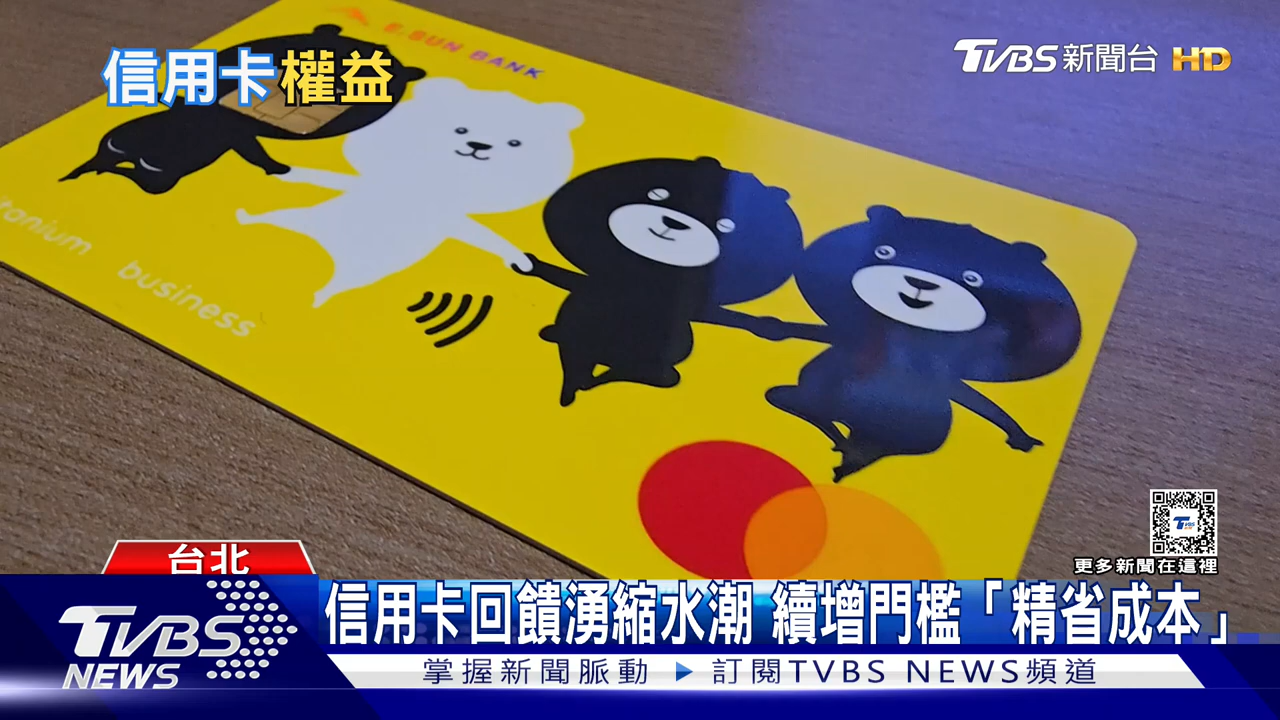 信用卡權益
TVBS新聞台 HD
E.SUN BANK
tanium business
更多新聞在這裡
台北
信用卡回饋湧縮水潮 續增門檻「精省成本」
TVBS NEWS
掌握新聞脈動 ▶ 訂閱TVBS NEWS頻道